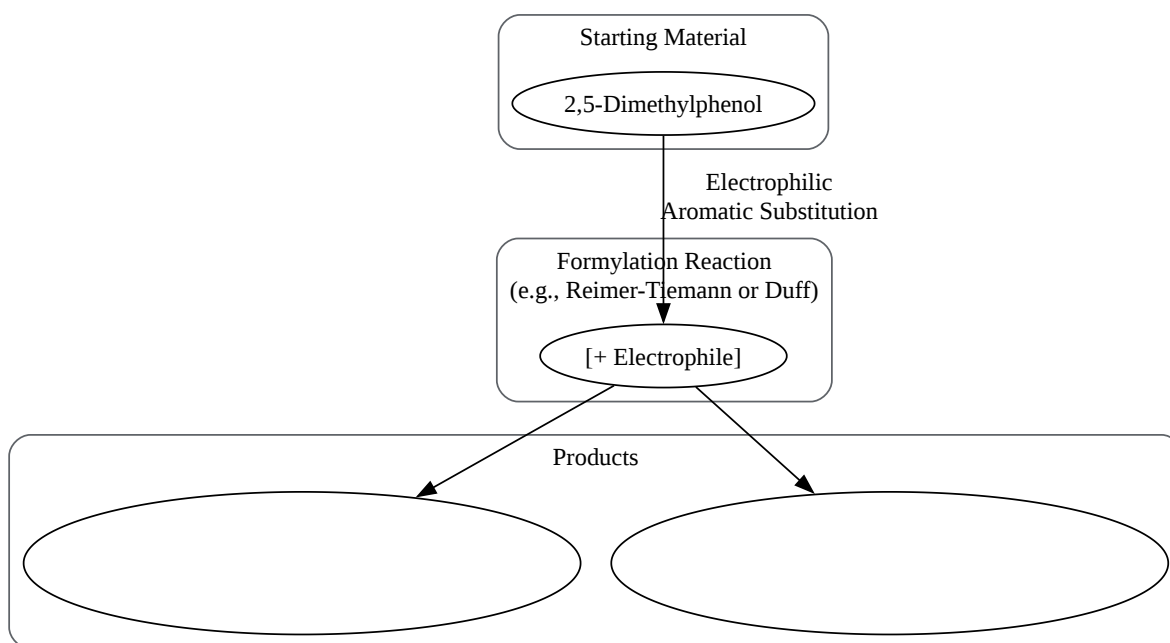 Starting Material
2,5-Dimethylphenol
Electrophilic
Aromatic Substitution
Formylation Reaction
(e.g., Reimer-Tiemann or Duff)
[+ Electrophile]
Products